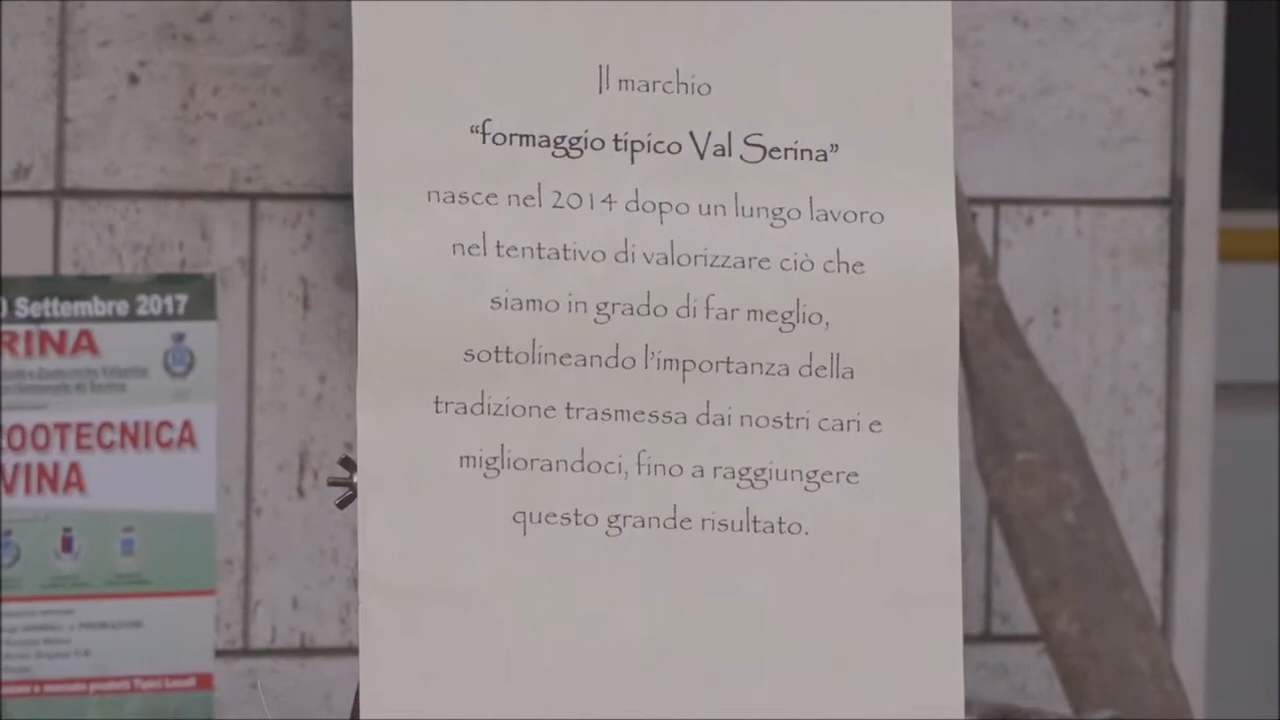 Il marchio
“formaggio tipico Val Serina”
nasce nel 2014 dopo un lungo lavoro
nel tentativo di valorizzare ciò che
siamo in grado di far meglio,
sottolineando l’importanza della
tradizione trasmessa dai nostri cari e
migliorandoci, fino a raggiungere
questo grande risultato.
0 Settembre 2017
RINA
OOTECNICA
VINA